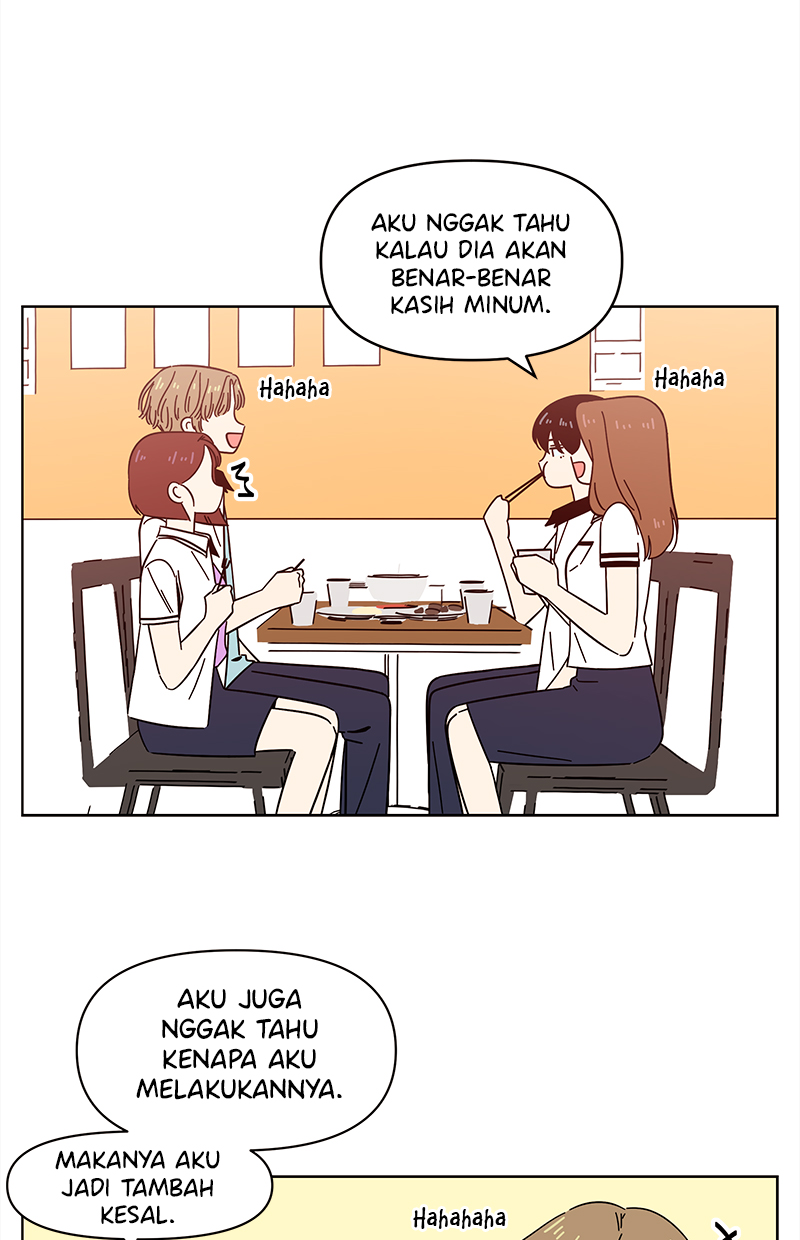 AKU NGGAK TAHU
KALAU DIA AKAN
BENAR-BENAR
KASIH MINUM.
Hahaha
Hahaha
AKU JUGA
NGGAK TAHU
KENAPA AKU
MELAKUKANNYA.
MAKANYA AKU
JADI TAMBAH
KESAL.
Hahahaha